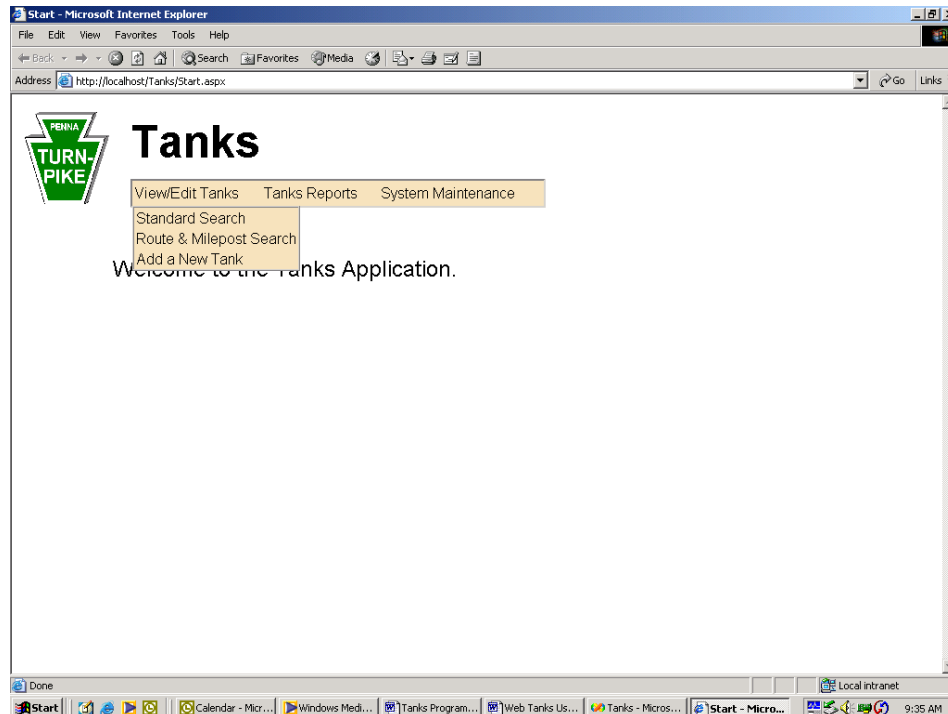 Start - Microsoft Internet Explorer
File Edit View Favorites Tools Help
Back Search Favorites Media
Address http://localhost/Tanks/Start.aspx Go Links
PENNA
TURN-
PIKE
Tanks
View/Edit Tanks Tanks Reports System Maintenance
Standard Search
Route & Milepost Search
Add a New Tank
Welcome to the Tanks Application.
Done Local intranet
Start Calendar - Micr... Windows Medi... Tanks Program... Web Tanks Us... Tanks - Micros... Start - Micro... 9:35 AM